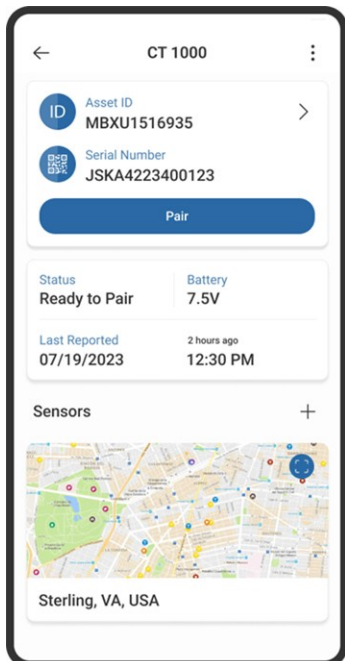 CT 1000
ID
Asset ID
MBXU1516935
Serial Number
JSKA4223400123
Pair
Status
Ready to Pair
Battery
7.5V
Last Reported
07/19/2023
2 hours ago
12:30 PM
Sensors
Sterling, VA, USA